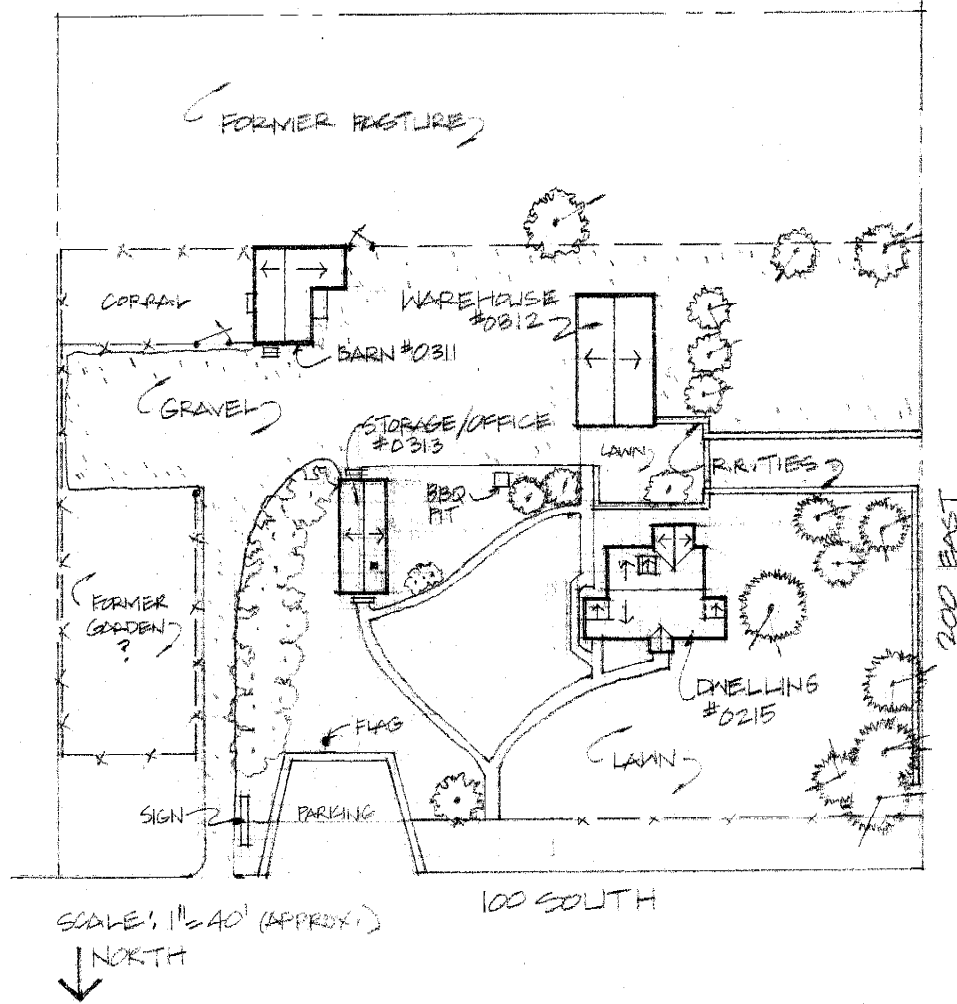 FORMER PASTURE
CORRAL
WAREHOUSE
#0312
BARN #0311
GRAVEL
STORAGE/OFFICE
#0313
LAWN
R.R. TIES
BBQ
PIT
200 EAST
FORMER
GARDEN
?
DWELLING
#0215
FLAG
LAWN
SIGN
PARKING
100 SOUTH
SCALE: 1"=40' (APPROX.)
NORTH